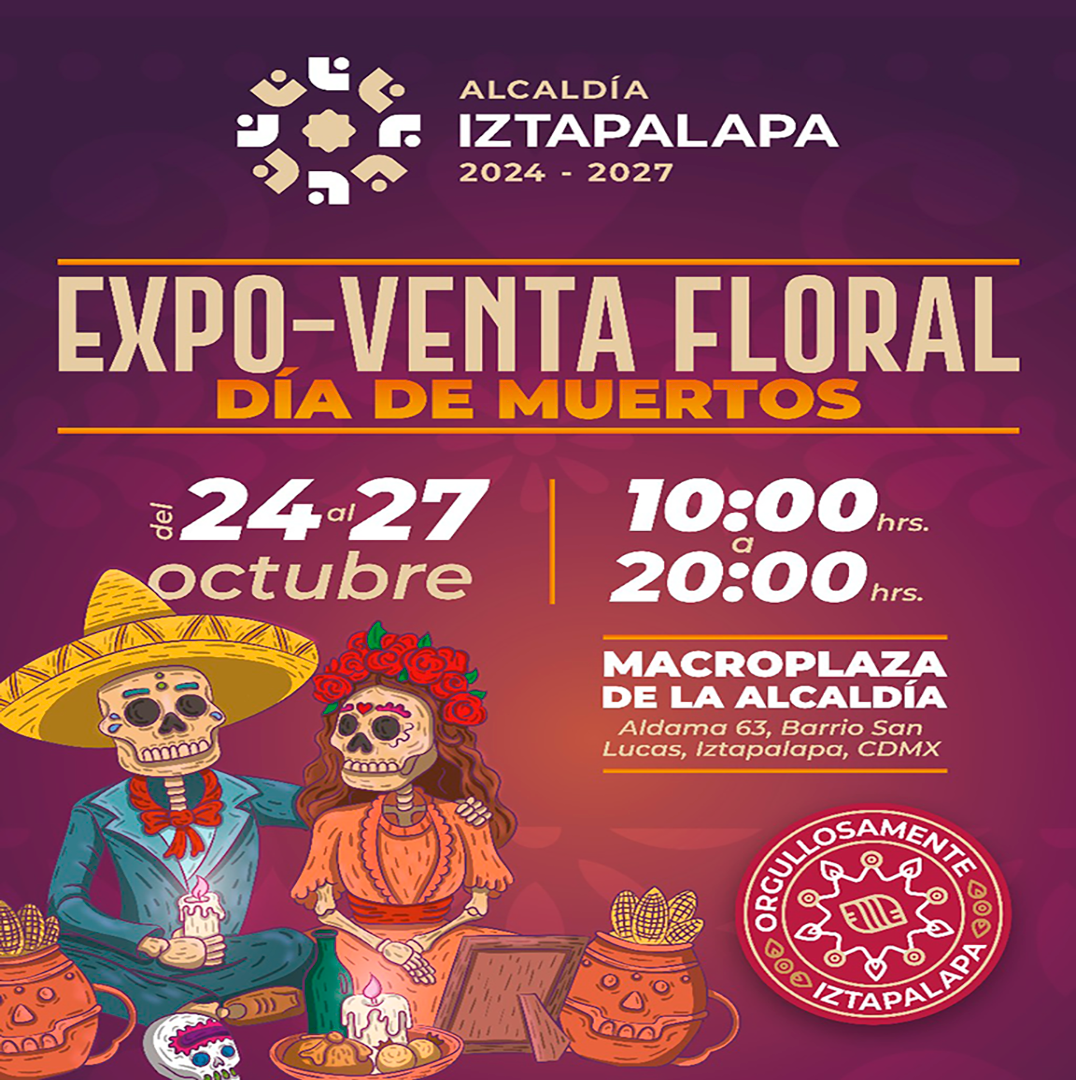 ALCALDÍA
IZTAPALAPA
2024 - 2027
EXPO-VENTA FLORAL
DÍA DE MUERTOS
del 24 al 27
octubre
10:00 hrs.
a
20:00 hrs.
MACROPLAZA
DE LA ALCALDÍA
Aldama 63, Barrio San
Lucas, Iztapalapa, CDMX
ORGULLOSAMENTE
IZTAPALAPA